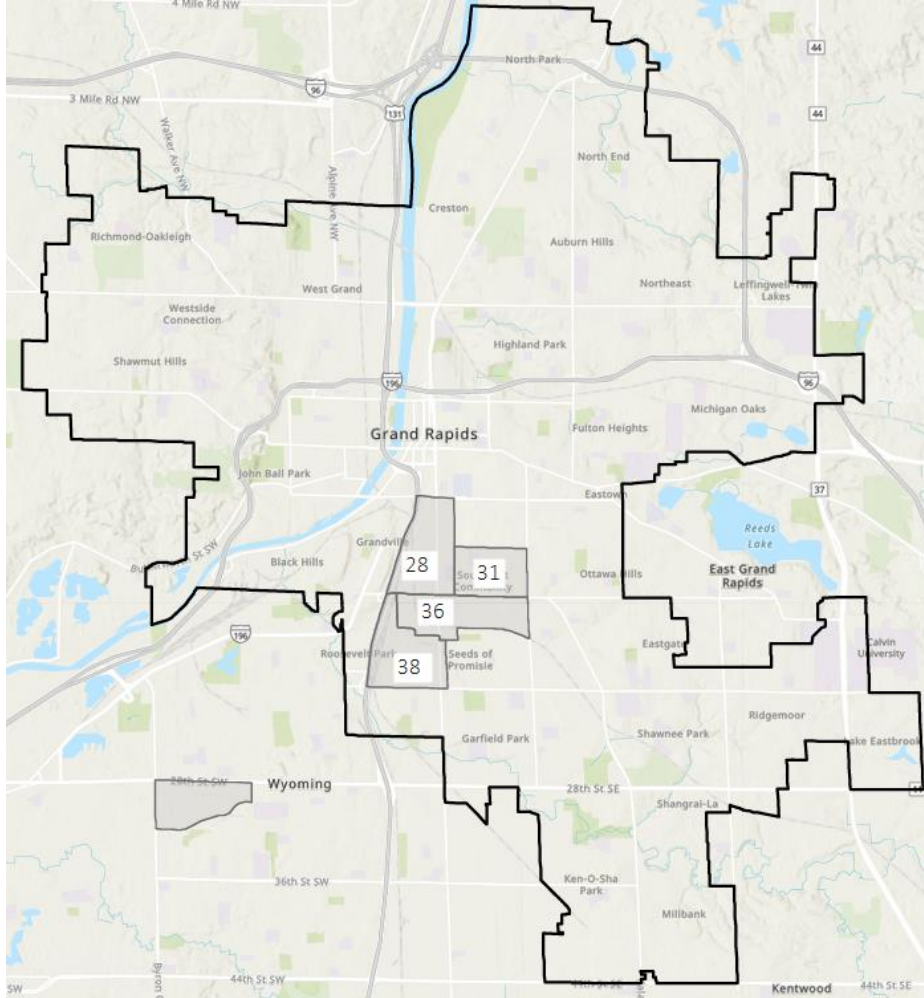 4 Mile Rd NW
44
North Park
96
3 Mile Rd NW
131
44
Walker Ave NW
North End
Alpine Ave NW
Creston
Richmond-Oakleigh
Auburn Hills
West Grand
Northeast
Leffingwell-Twin
Lakes
Westside
Connection
Highland Park
Shawmut Hills
196
96
Michigan Oaks
Grand Rapids
Fulton Heights
John Ball Park
Eastown
37
Reeds
Lake
Grandville
Black Hills
28
31
Ottawa Hills
East Grand
Rapids
36
Calvin
University
196
Eastgate
Roosevelt Park
38
Seeds of
Promisie
Ridgemoor
Garfield Park
Shawnee Park
Lake Eastbrook
28th St SW
Wyoming
28th St SE
Shangrai-La
36th St SW
Ken-O-Sha
Park
Millbank
44th St SW
44th St SE
Kentwood
44th St SE
SW